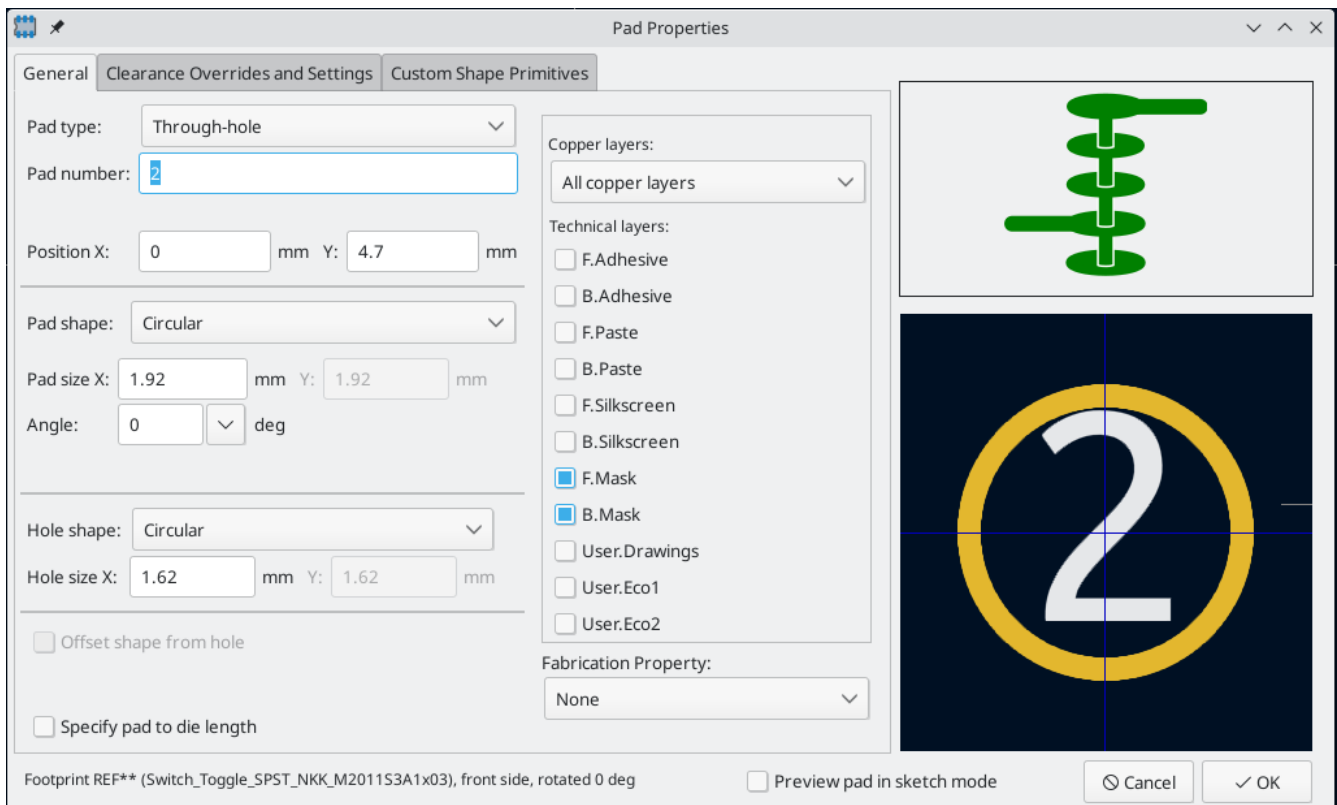 Pad Properties
General
Clearance Overrides and Settings
Custom Shape Primitives
Pad type: Through-hole
Pad number: 2
Position X: 0 mm Y: 4.7 mm
Pad shape: Circular
Pad size X: 1.92 mm Y: 1.92 mm
Angle: 0 deg
Hole shape: Circular
Hole size X: 1.62 mm Y: 1.62 mm
Offset shape from hole
Specify pad to die length
Copper layers:
All copper layers
Technical layers:
F.Adhesive
B.Adhesive
F.Paste
B.Paste
F.Silkscreen
B.Silkscreen
F.Mask
B.Mask
User.Drawings
User.Eco1
User.Eco2
Fabrication Property:
None
2
Footprint REF** (Switch_Toggle_SPST_NKK_M2011S3A1x03), front side, rotated 0 deg
Preview pad in sketch mode
Cancel
OK